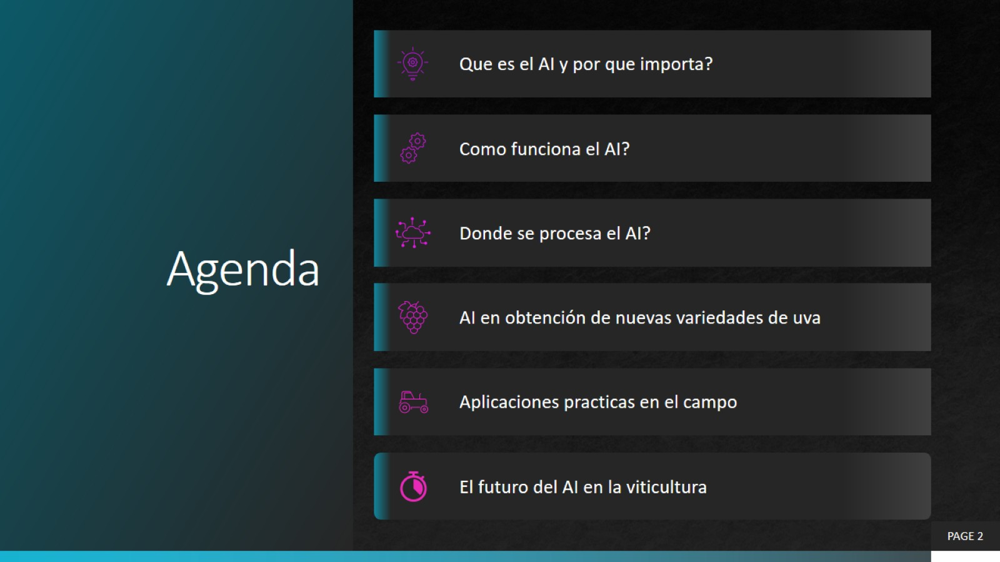 Agenda
Que es el AI y por que importa?
Como funciona el AI?
Donde se procesa el AI?
AI en obtención de nuevas variedades de uva
Aplicaciones practicas en el campo
El futuro del AI en la viticultura
PAGE 2